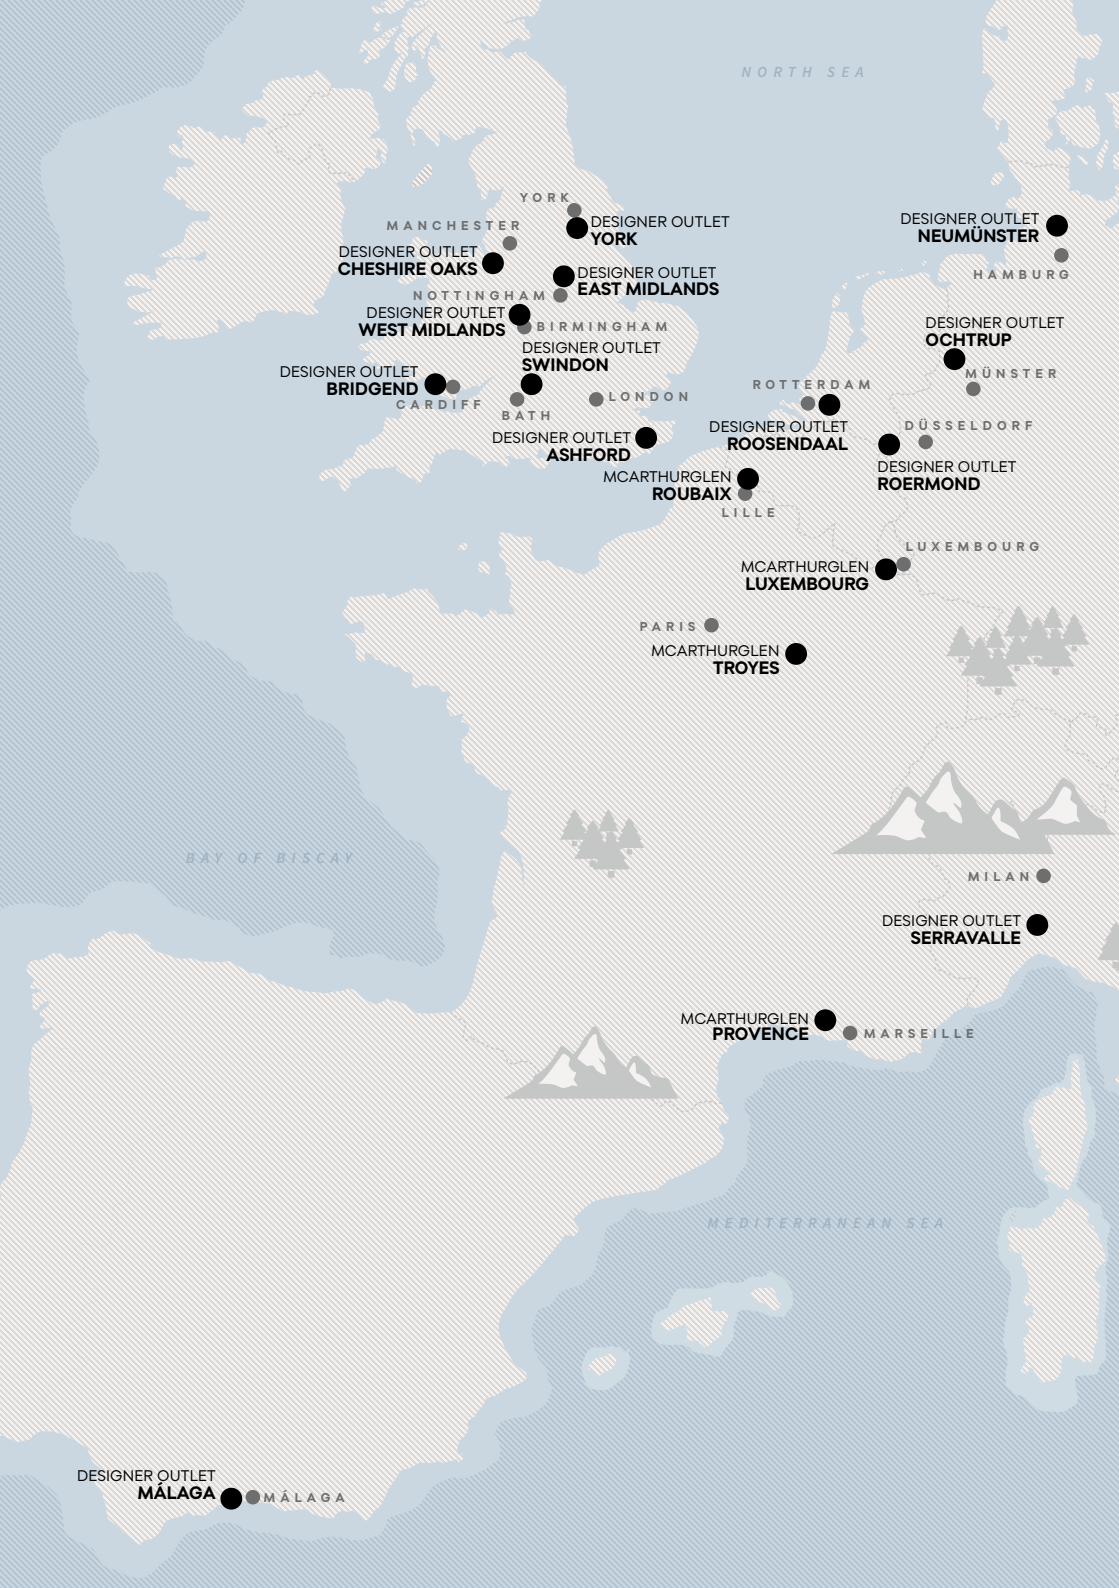 NORTH SEA
YORK
DESIGNER OUTLET
YORK
MANCHESTER
DESIGNER OUTLET
CHESHIRE OAKS
DESIGNER OUTLET
EAST MIDLANDS
NOTTINGHAM
DESIGNER OUTLET
WEST MIDLANDS
BIRMINGHAM
DESIGNER OUTLET
SWINDON
DESIGNER OUTLET
BRIDGEND
CARDIFF
BATH
LONDON
DESIGNER OUTLET
ASHFORD
DESIGNER OUTLET
NEUMÜNSTER
HAMBURG
DESIGNER OUTLET
OCHTRUP
MÜNSTER
ROTTERDAM
DESIGNER OUTLET
ROOSENDAAL
DÜSSELDORF
DESIGNER OUTLET
ROERMOND
MCARTHURGLEN
ROUBAIX
LILLE
LUXEMBOURG
MCARTHURGLEN
LUXEMBOURG
PARIS
MCARTHURGLEN
TROYES
BAY OF BISCAY
MILAN
DESIGNER OUTLET
SERRAVALLE
MCARTHURGLEN
PROVENCE
MARSEILLE
MEDITERRANEAN SEA
DESIGNER OUTLET
MÁLAGA
MÁLAGA